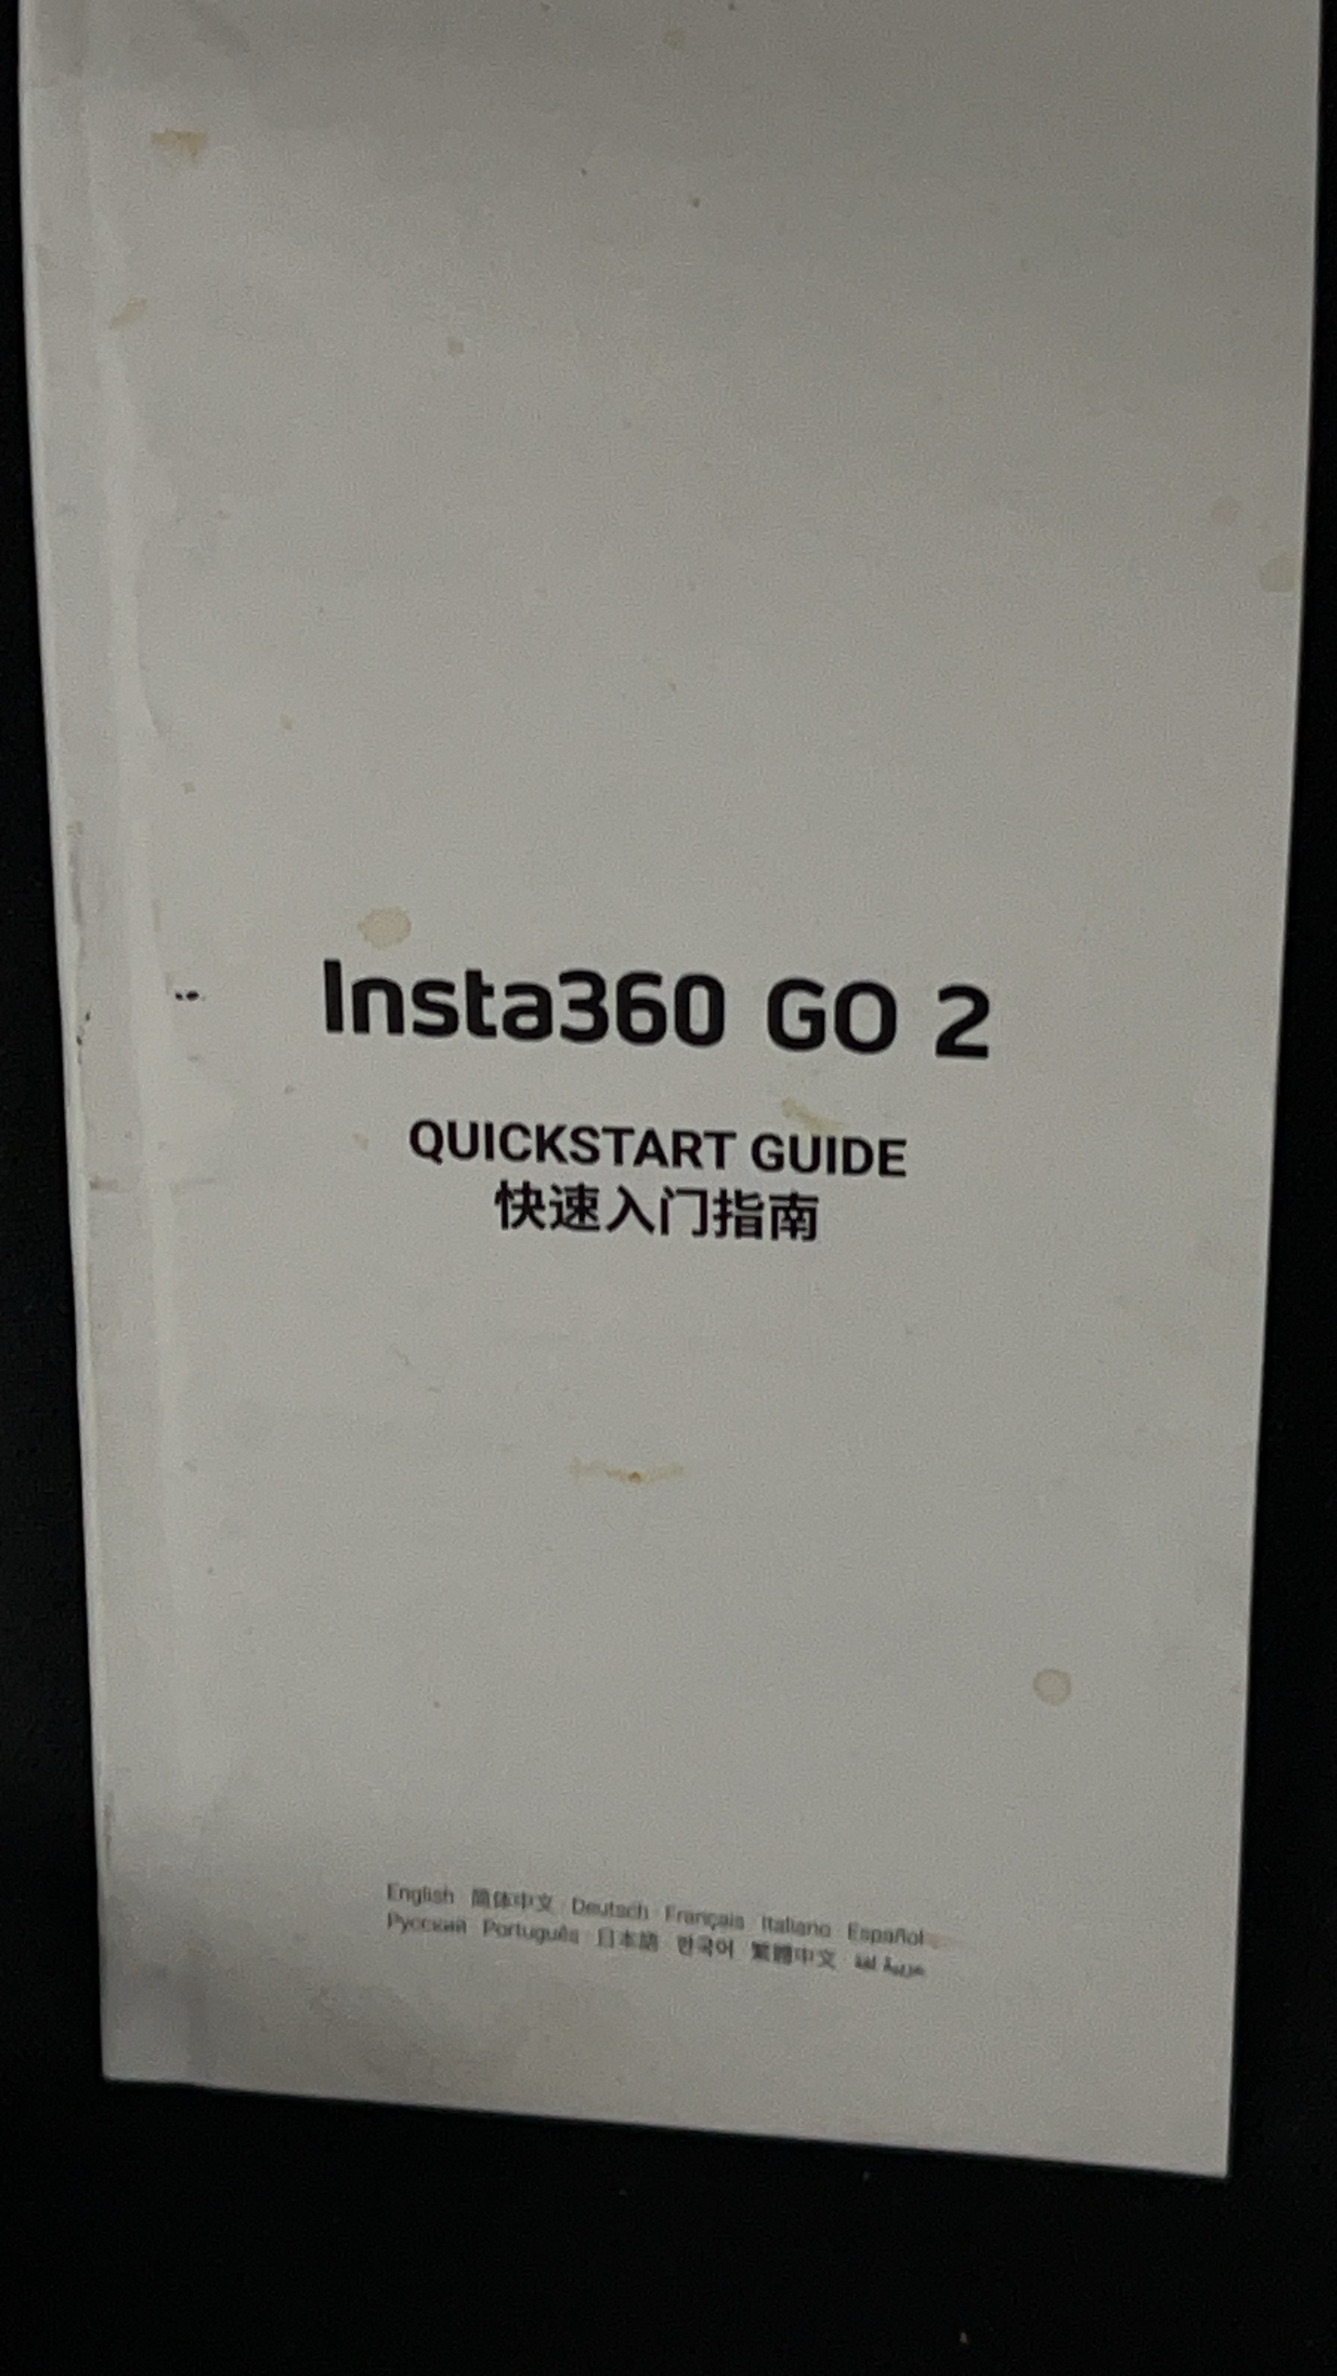 Insta360 GO 2
QUICKSTART GUIDE
快速入门指南
English 简体中文 Deutsch Français Italiano Español
Русский Português 日本語 한국어 繁體中文